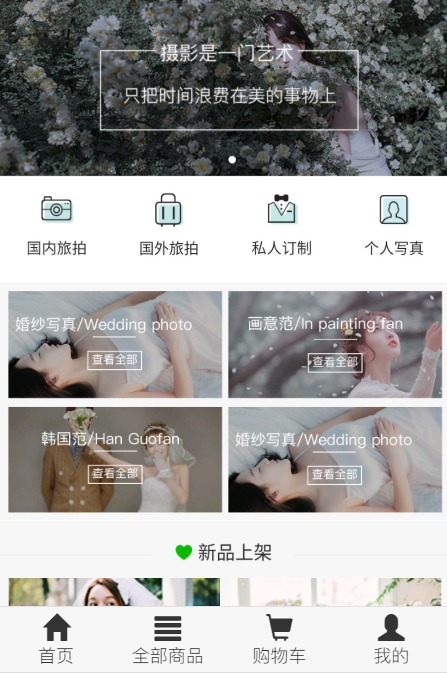 摄影是一门艺术
只把时间浪费在美的事物上
国内旅拍 国外旅拍 私人订制 个人写真
婚纱写真/Wedding photo
查看全部
画意范/In painting fan
查看全部
韩国范/Han Guofan
查看全部
婚纱写真/Wedding photo
查看全部
新品上架
首页 全部商品 购物车 我的